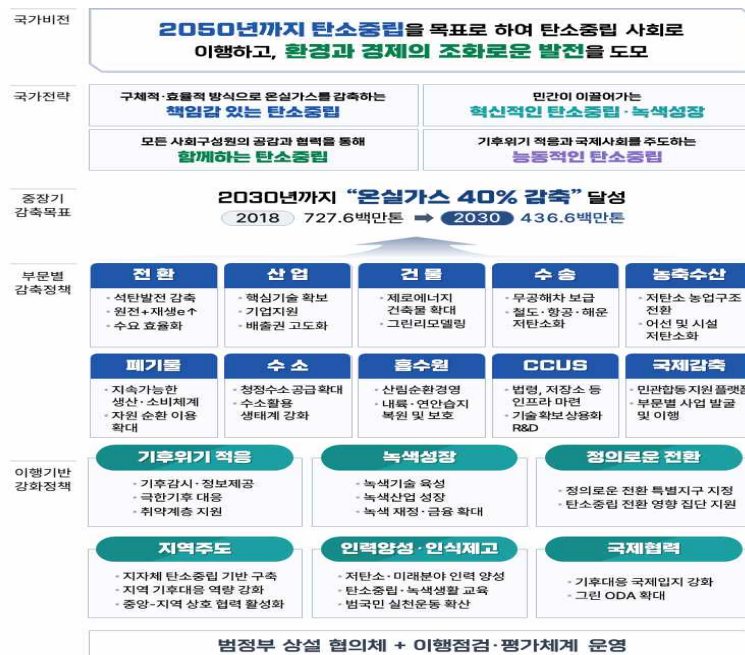 국가비전
2050년까지 탄소중립을 목표로 하여 탄소중립 사회로
이행하고, 환경과 경제의 조화로운 발전을 도모
국가전략
구체적·효율적 방식으로 온실가스를 감축하는
책임감 있는 탄소중립
민간이 이끌어가는
혁신적인 탄소중립·녹색성장
모든 사회구성원의 공감과 협력을 통해
함께하는 탄소중립
기후위기 적응과 국제사회를 주도하는
능동적인 탄소중립
중장기
감축목표
2030년까지 “온실가스 40% 감축” 달성
2018 727.6백만톤 ➡ 2030 436.6백만톤
부문별
감축정책
전환
· 석탄발전 감축
· 원전+재생e↑
· 수요 효율화
산업
· 핵심기술 확보
· 기업지원
· 배출권 고도화
건물
· 제로에너지
건축물 확대
· 그린리모델링
수송
· 무공해차 보급
· 철도·항공·해운
저탄소화
농축수산
· 저탄소 농업구조
전환
· 어선 및 시설
저탄소화
폐기물
· 지속가능한
생산·소비체계
· 자원 순환 이용
확대
수소
· 청정수소 공급 확대
· 수소활용
생태계 강화
흡수원
· 산림순환경영
· 내륙·연안습지
복원 및 보호
CCUS
· 법령, 저장소 등
인프라 마련
· 기술 확보 상용화
R&D
국제감축
· 민관합동 지원 플랫폼
· 부문별 사업 발굴
및 이행
이행기반
강화정책
기후위기 적응
· 기후감시·정보제공
· 극한기후 대응
· 취약계층 지원
녹색성장
· 녹색기술 육성
· 녹색산업 성장
· 녹색 재정·금융 확대
정의로운 전환
· 정의로운 전환 특별지구 지정
· 탄소중립 전환 영향 집단 지원
지역주도
· 지자체 탄소중립 기반 구축
· 지역 기후대응 역량 강화
· 중앙-지역 상호 협력 활성화
인력양성·인식제고
· 저탄소·미래분야 인력 양성
· 탄소중립·녹색생활 교육
· 범국민 실천운동 확산
국제협력
· 기후대응 국제입지 강화
· 그린 ODA 확대
범정부 상설 협의체 + 이행점검·평가체계 운영